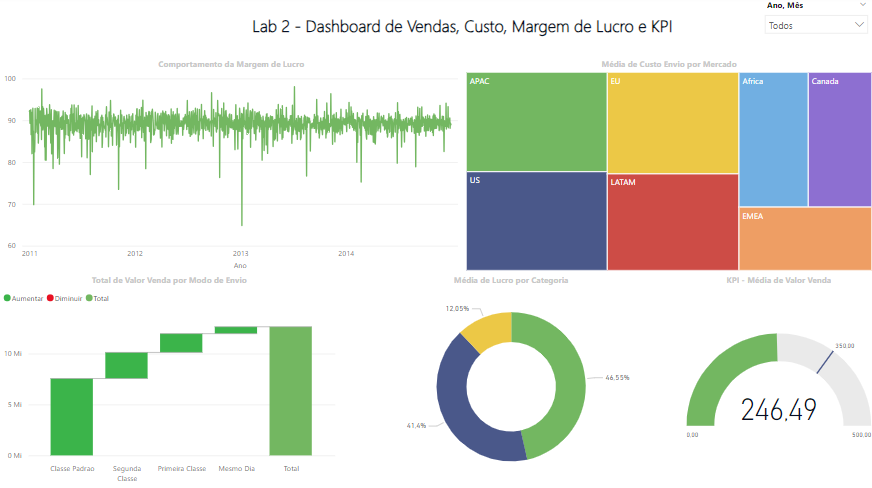 Ano, Mês
Lab 2 - Dashboard de Vendas, Custo, Margem de Lucro e KPI
Todos
Comportamento da Margem de Lucro
100
90
80
70
60
2011
2012
2013
2014
Ano
Média de Custo Envio por Mercado
APAC
EU
Africa
Canada
US
LATAM
EMEA
Total de Valor Venda por Modo de Envio
Aumentar
Diminuir
Total
10 Mi
5 Mi
0 Mi
Classe Padrao
Segunda
Classe
Primeira Classe
Mesmo Dia
Total
Média de Lucro por Categoria
12.05%
46.55%
41.4%
KPI - Média de Valor Venda
350.00
246.49
0.00
500.00